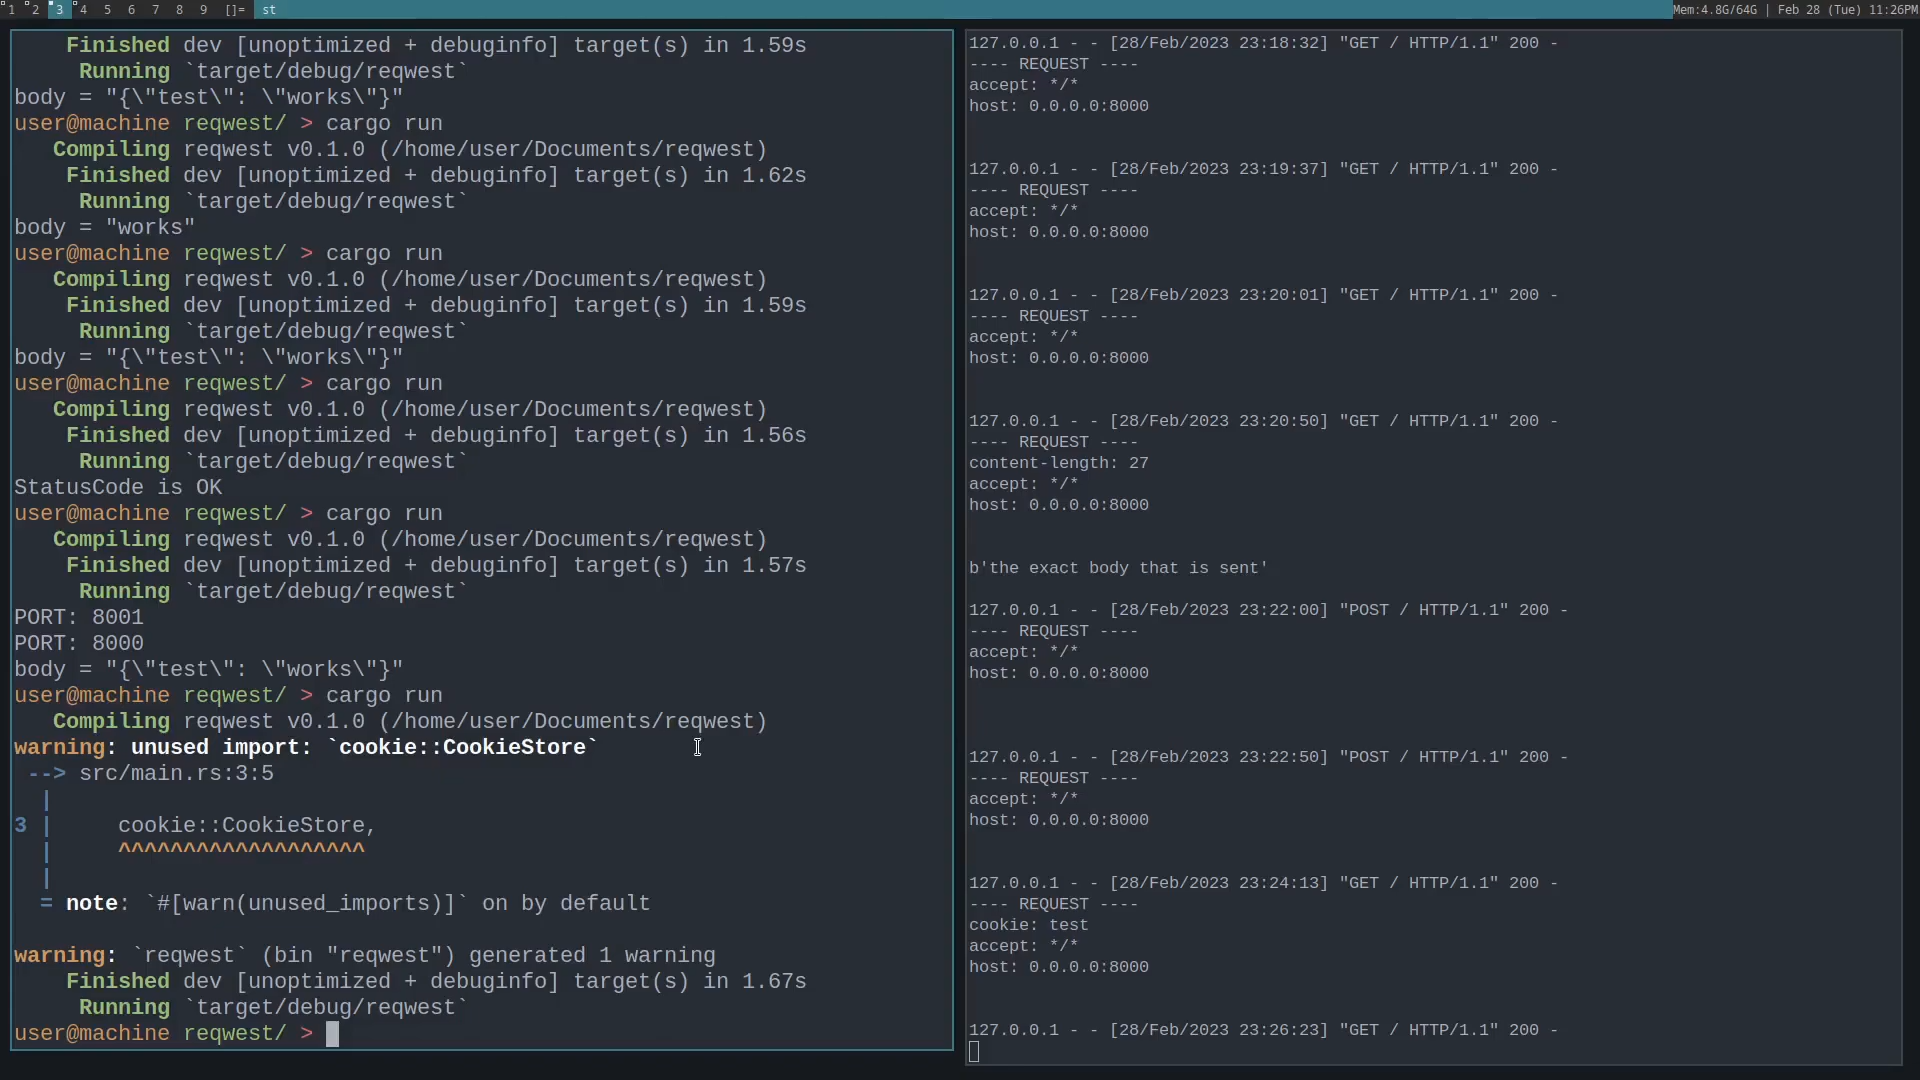 1 2 3 4 5 6 7 8 9 []= st Mem:4.8G/64G | Feb 28 (Tue) 11:26PM
Finished dev [unoptimized + debuginfo] target(s) in 1.59s
Running `target/debug/reqwest`
body = "{\"test\": \"works\"}"
user@machine reqwest/ > cargo run
Compiling reqwest v0.1.0 (/home/user/Documents/reqwest)
Finished dev [unoptimized + debuginfo] target(s) in 1.62s
Running `target/debug/reqwest`
body = "works"
user@machine reqwest/ > cargo run
Compiling reqwest v0.1.0 (/home/user/Documents/reqwest)
Finished dev [unoptimized + debuginfo] target(s) in 1.59s
Running `target/debug/reqwest`
body = "{\"test\": \"works\"}"
user@machine reqwest/ > cargo run
Compiling reqwest v0.1.0 (/home/user/Documents/reqwest)
Finished dev [unoptimized + debuginfo] target(s) in 1.56s
Running `target/debug/reqwest`
StatusCode is OK
user@machine reqwest/ > cargo run
Compiling reqwest v0.1.0 (/home/user/Documents/reqwest)
Finished dev [unoptimized + debuginfo] target(s) in 1.57s
Running `target/debug/reqwest`
PORT: 8001
PORT: 8000
body = "{\"test\": \"works\"}"
user@machine reqwest/ > cargo run
Compiling reqwest v0.1.0 (/home/user/Documents/reqwest)
warning: unused import: `cookie::CookieStore`
--> src/main.rs:3:5
|
3 | cookie::CookieStore,
| ^^^^^^^^^^^^^^^^^^^
|
= note: `#[warn(unused_imports)]` on by default
warning: `reqwest` (bin "reqwest") generated 1 warning
Finished dev [unoptimized + debuginfo] target(s) in 1.67s
Running `target/debug/reqwest`
user@machine reqwest/ >
127.0.0.1 - - [28/Feb/2023 23:18:32] "GET / HTTP/1.1" 200 -
---- REQUEST ----
accept: */*
host: 0.0.0.0:8000
127.0.0.1 - - [28/Feb/2023 23:19:37] "GET / HTTP/1.1" 200 -
---- REQUEST ----
accept: */*
host: 0.0.0.0:8000
127.0.0.1 - - [28/Feb/2023 23:20:01] "GET / HTTP/1.1" 200 -
---- REQUEST ----
accept: */*
host: 0.0.0.0:8000
127.0.0.1 - - [28/Feb/2023 23:20:50] "GET / HTTP/1.1" 200 -
---- REQUEST ----
content-length: 27
accept: */*
host: 0.0.0.0:8000
b'the exact body that is sent'
127.0.0.1 - - [28/Feb/2023 23:22:00] "POST / HTTP/1.1" 200 -
---- REQUEST ----
accept: */*
host: 0.0.0.0:8000
127.0.0.1 - - [28/Feb/2023 23:22:50] "POST / HTTP/1.1" 200 -
---- REQUEST ----
accept: */*
host: 0.0.0.0:8000
127.0.0.1 - - [28/Feb/2023 23:24:13] "GET / HTTP/1.1" 200 -
---- REQUEST ----
cookie: test
accept: */*
host: 0.0.0.0:8000
127.0.0.1 - - [28/Feb/2023 23:26:23] "GET / HTTP/1.1" 200 -